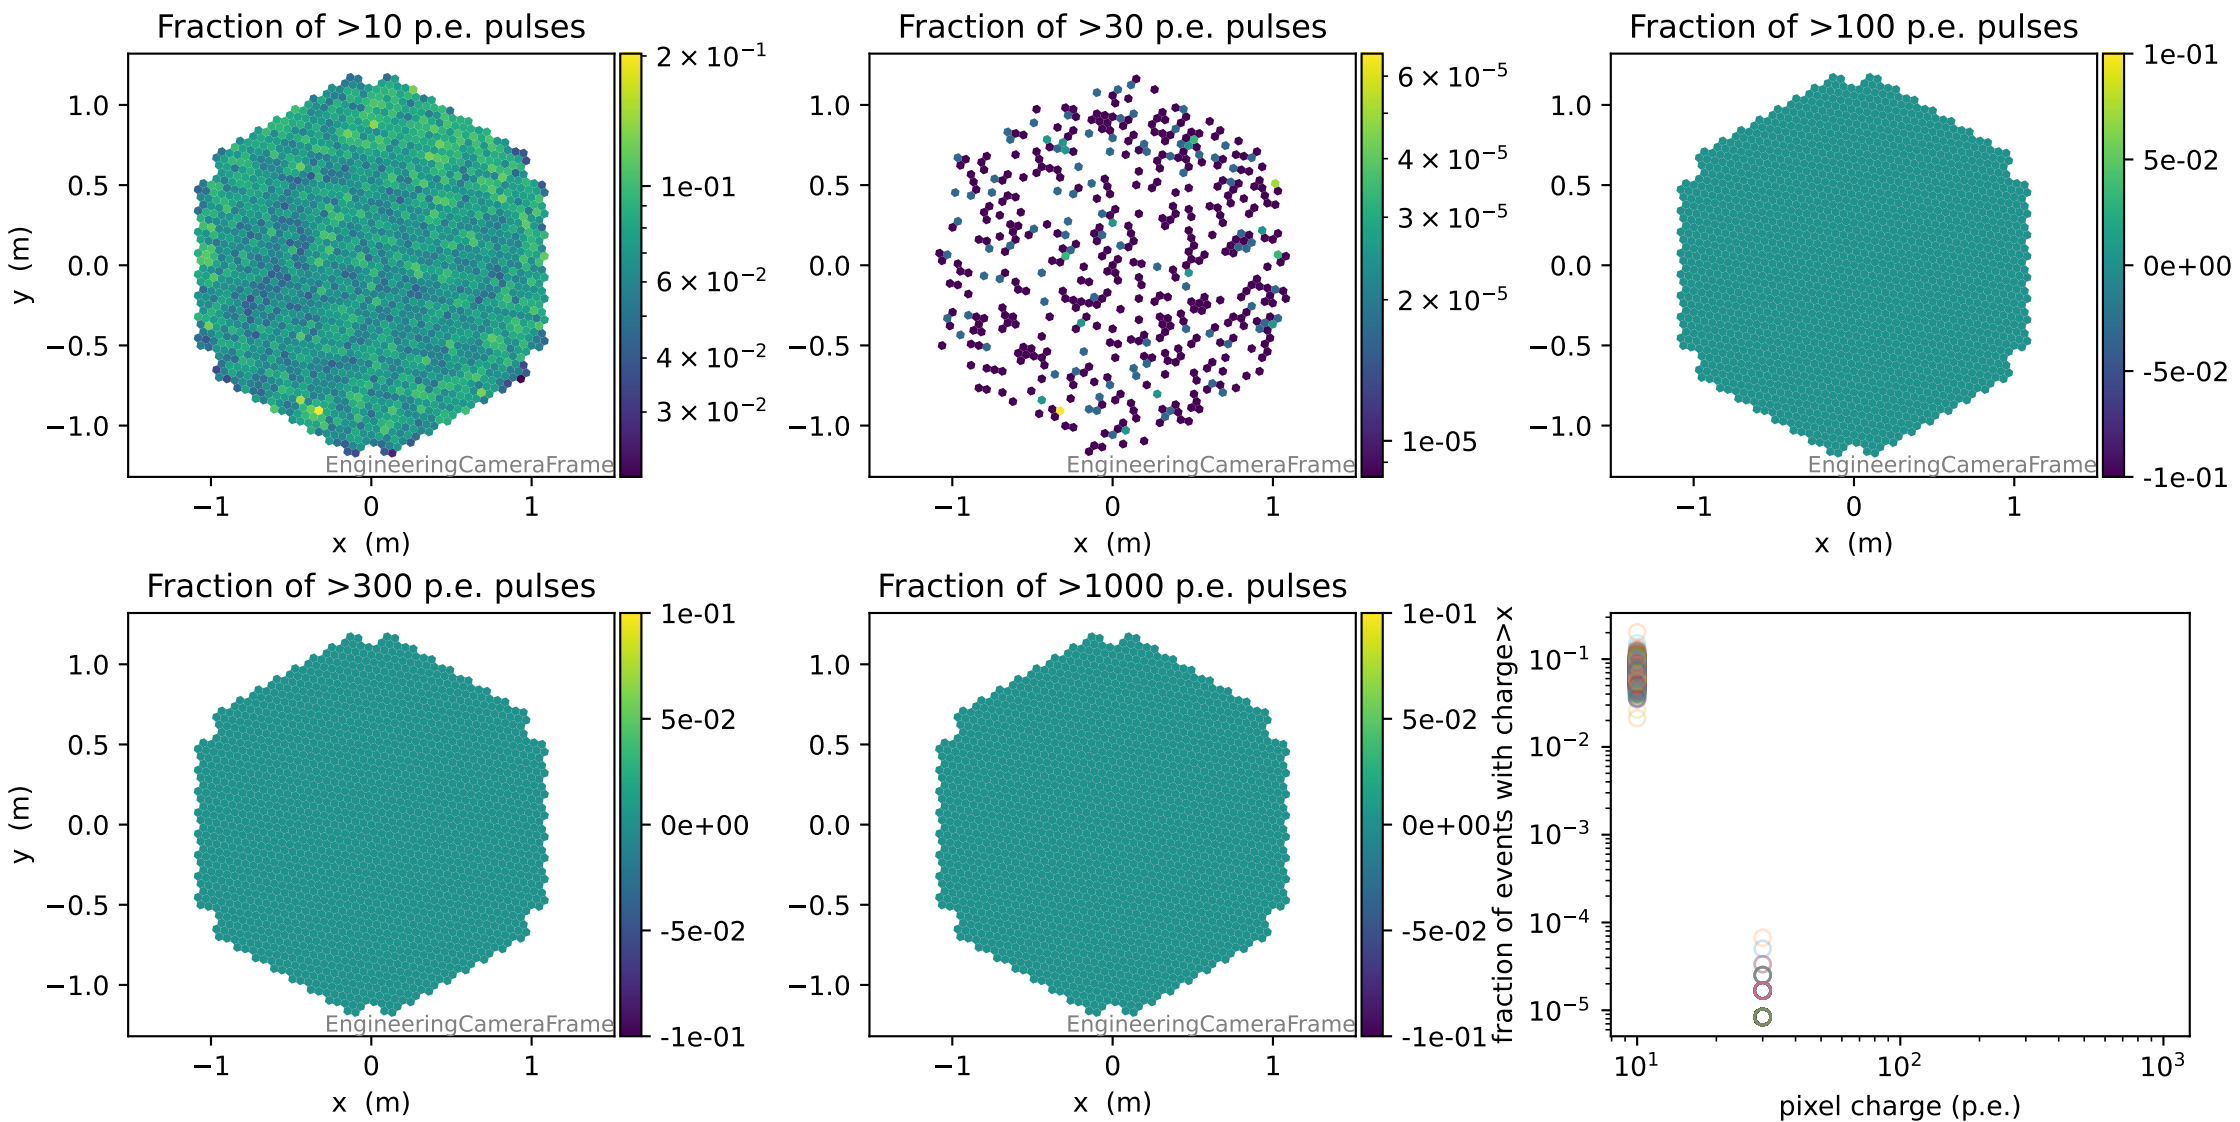 Fraction of >10 p.e. pulses
Fraction of >30 p.e. pulses
Fraction of >100 p.e. pulses
y (m)
1.0
0.5
0.0
−0.5
−1.0
−1
0
1
x (m)
EngineeringCameraFrame
2×10⁻¹
1e-01
6×10⁻²
4×10⁻²
3×10⁻²
1.0
0.5
0.0
−0.5
−1.0
−1
0
1
x (m)
EngineeringCameraFrame
6×10⁻⁵
4×10⁻⁵
3×10⁻⁵
2×10⁻⁵
1e-05
1.0
0.5
0.0
−0.5
−1.0
−1
0
1
x (m)
EngineeringCameraFrame
1e-01
5e-02
0e+00
-5e-02
-1e-01
Fraction of >300 p.e. pulses
Fraction of >1000 p.e. pulses
y (m)
1.0
0.5
0.0
−0.5
−1.0
−1
0
1
x (m)
EngineeringCameraFrame
1e-01
5e-02
0e+00
-5e-02
-1e-01
1.0
0.5
0.0
−0.5
−1.0
−1
0
1
x (m)
EngineeringCameraFrame
1e-01
5e-02
0e+00
-5e-02
-1e-01
fraction of events with charge>x
10⁻¹
10⁻²
10⁻³
10⁻⁴
10⁻⁵
10¹
10²
10³
pixel charge (p.e.)